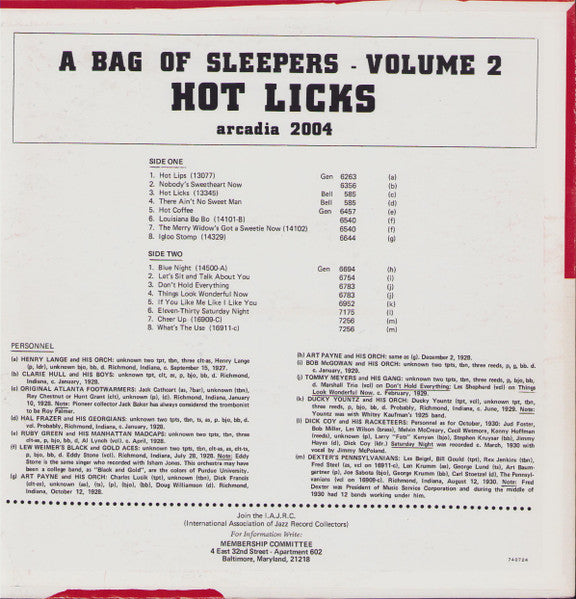 A BAG OF SLEEPERS - VOLUME 2
HOT LICKS
arcadia 2004
SIDE ONE
1. Hot Lips (13077) Gen 6263 (a)
2. Nobody's Sweetheart Now 6356 (b)
3. Hot Licks (13345) Bell 585 (c)
4. There Ain't No Sweet Man Bell 585 (d)
5. Hot Coffee Gen 6457 (e)
6. Louisiana Bo Bo (14101-B) 6540 (f)
7. The Merry Widow's Got a Sweetie Now (14102) 6540 (f)
8. Igloo Stomp (14329) 6644 (g)
SIDE TWO
1. Blue Night (14500-A) Gen 6694 (h)
2. Let's Sit and Talk About You 6754 (i)
3. Don't Hold Everything 6783 (j)
4. Things Look Wonderful Now 6783 (j)
5. If You Like Me Like I Like You 6952 (k)
6. Eleven-Thirty Saturday Night 7175 (l)
7. Cheer Up (16909-C) 7256 (m)
8. What's The Use (16911-c) 7256 (m)
PERSONNEL
(a) HENRY LANGE and HIS ORCH: unknown two tpt, tbn, three clt-as, Henry Lange
(p, ldr), unknown bjo, bb, d. Richmond, Indiana, c. September 15, 1927.
(b) CLARIE HULL and HIS BOYS: unknown tpt, clt, effs, p, bjo, bb, d. Richmond,
Indiana, c. January, 1928.
(c) ORIGINAL ATLANTA FOOTWARMERS: Jack Cathcart (as, ?bar), unknown (tbn),
Ray Chestnut or Hunt Grant (clt), unknown (p), (d). Richmond, Indiana January
10, 1928. Note: Pioneer collector Jack Baker has always considered the trombonist
to be Roy Palmer.
(d) HAL FRAZER and HIS GEORGIANS: unknown two tpts, tbn, ts, as, p, bjo, bb, d.
vol. Probably, Richmond, Indiana, c. January, 1928.
(e) RUBY GREEN and HIS MANHATTAN MADCAPS: unknown two tpts, tbn, three
clt-as, p, bjo, bb, d, Al Lynch (vol). c. April, 1928.
(f) LEW WEIMER'S BLACK and GOLD ACES: unknown two tpts, tbn, clt-as, as, clt-ts,
p, bjo, bb, d. Eddy Stone (vol). Richmond, Indiana, July 28, 1928. Note: Eddy
Stone is the same singer who recorded with Isham Jones. This orchestra may have
been a college band, as "Black and Gold", are the colors of Purdue University.
(g) ART PAYNE and HIS ORCH: Charles Lucik (tpt), unknown (tbn), Dick Francis
(clt-as), unknown (as), (ts), (p), (bjo), (bb), Doug Williamson (d). Richmond,
Indiana, October 12, 1928.
(h) ART PAYNE and HIS ORCH: same as (g). December 2, 1928.
(i) BOB McGOWAN and HIS ORCH: unknown two tpts, tbn, three reeds, p, g, bb, d.
c. January, 1929.
(j) TOMMY MEYERS and HIS GANG: unknown two tpts, tbn, three reeds, p, bjo, bb,
d. Marshall Trio (vol) on Don't Hold Everything; Les Shepherd (vol) on Things
Look Wonderful Now. c. February, 1929.
(k) DUCKY YOUNTZ and HIS ORCH: Ducky Yountz (tpt, vol), unknown tpt, tbn,
three reeds, p, bjo, bb, d. Probably, Richmond, Indiana, c. June, 1929. Note:
Yountz was with Whitey Kaufman's 1925 band.
(l) DICK COY and HIS RACKETEERS: Personnel as for October, 1930: Jud Foster,
Bob Miller, Len Wilson (brass), Melvin McCreary, Cecil Wetmore, Kenny Hoffman
(reeds), unknown (p), Larry "Fats" Kenyon (bjo), Stephen Kruysar (bb), Jimmy
Hayes (d), Dick Coy (ldr.) Saturday Night was recorded c. March, 1930 with
vocal by Jimmy McPoland.
(m) DEXTER'S PENNSYLVANIANS: Les Beigel, Bill Gould (tpt), Rex Jenkins (tbn),
Fred Steel (as, vol on 16911-c), Len Krumm (as), George Lund (ts), Art Baum-
gartner (p), Joe Sabota (bjo), George Krumm (bb), Carl Stoetzel (d), The Pennsyl-
vanians (vol on 16909-c). Richmond, Indiana, August 12, 1930. Note: Fred
Dexter was President of Music Service Corporation and during the middle of
1930 had 12 bands working under him.
Join the I.A.J.R.C.
(International Association of Jazz Record Collectors)
For Information Write:
MEMBERSHIP COMMITTEE
4 East 32nd Street - Apartment 602
Baltimore, Maryland, 21218
740724